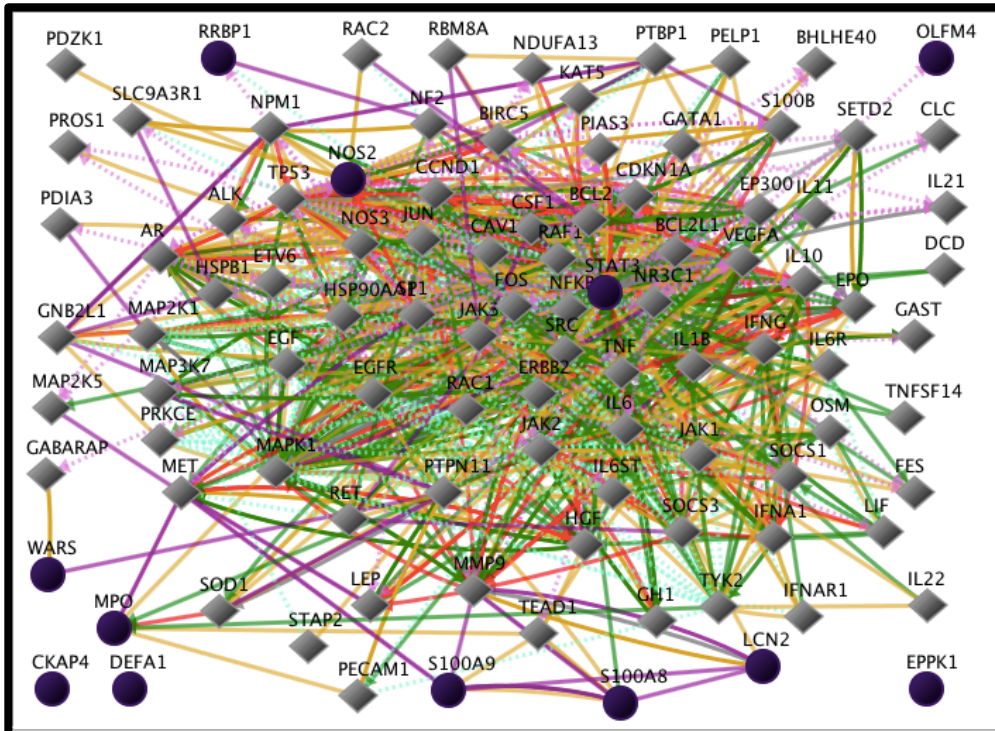 PDZK1
RRBP1
RAC2
RBM8A
NDUFA13
PTBP1
PELP1
BHLHE40
OLFM4
KAT5
SLC9A3R1
NPM1
NF2
BIRC5
PIAS3
GATA1
S100B
SETD2
CLC
PROS1
NOS2
CCND1
CDKN1A
TP53
ALK
BCL2
EP300
IL11
IL21
PDIA3
AR
NOS3
JUN
CSF1
CAV1
RAF1
BCL2L1
VEGFA
DCD
HSPB1
ETV6
FOS
STAT3
NR3C1
IL10
EPO
GNB2L1
MAP2K1
SP1
JAK3
SRC
IFNG
GAST
EGF
TNF
IL1B
IL6R
MAP2K5
MAP3K7
EGFR
RAC1
ERBB2
TNFSF14
PRKCE
IL6
OSM
GABARAP
MET
MAPK1
JAK2
JAK1
SOCS1
FES
PTPN11
IL6ST
RET
HGF
SOCS3
IFNA1
LIF
WARS
MMP9
SOD1
LEP
TYK2
IFNAR1
IL22
MPO
STAP2
TEAD1
GH1
LCN2
CKAP4
DEFA1
PECAM1
S100A9
S100A8
EPPK1